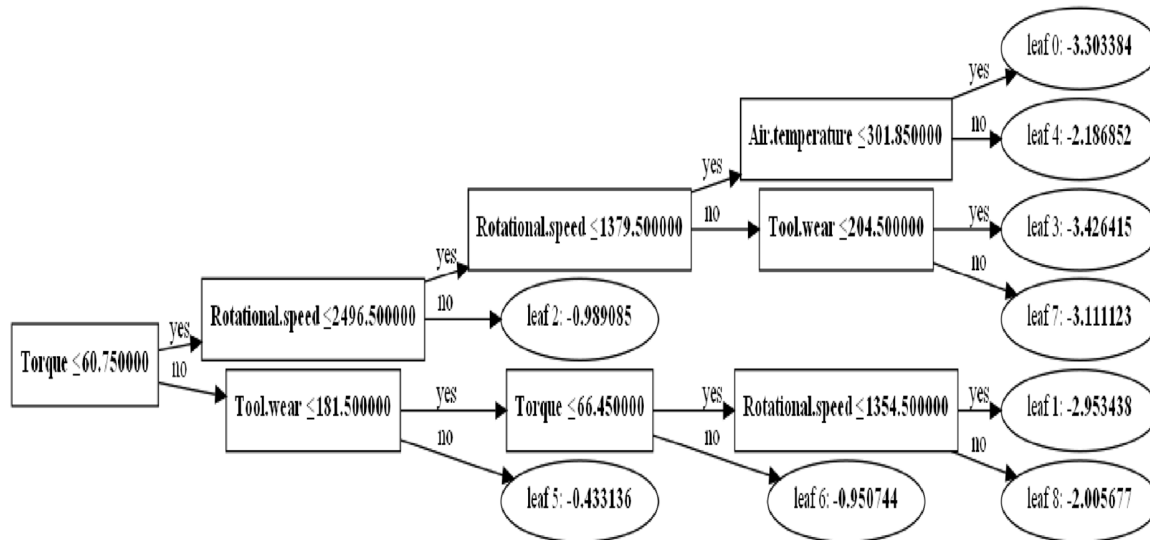 leaf 0: -3.303384
yes
Air.temperature ≤301.850000
no
leaf 4: -2.186852
yes
Rotational.speed ≤1379.500000
no
Tool.wear ≤204.500000
yes
leaf 3: -3.426415
yes
no
Rotational.speed ≤2496.500000
no
leaf 2: -0.989085
leaf 7: -3.111123
yes
Torque ≤60.750000
no
Tool.wear ≤181.500000
yes
Torque ≤66.450000
yes
Rotational.speed ≤1354.500000
yes
leaf 1: -2.953438
no
no
no
leaf 5: -0.433136
leaf 6: -0.950744
leaf 8: -2.005677